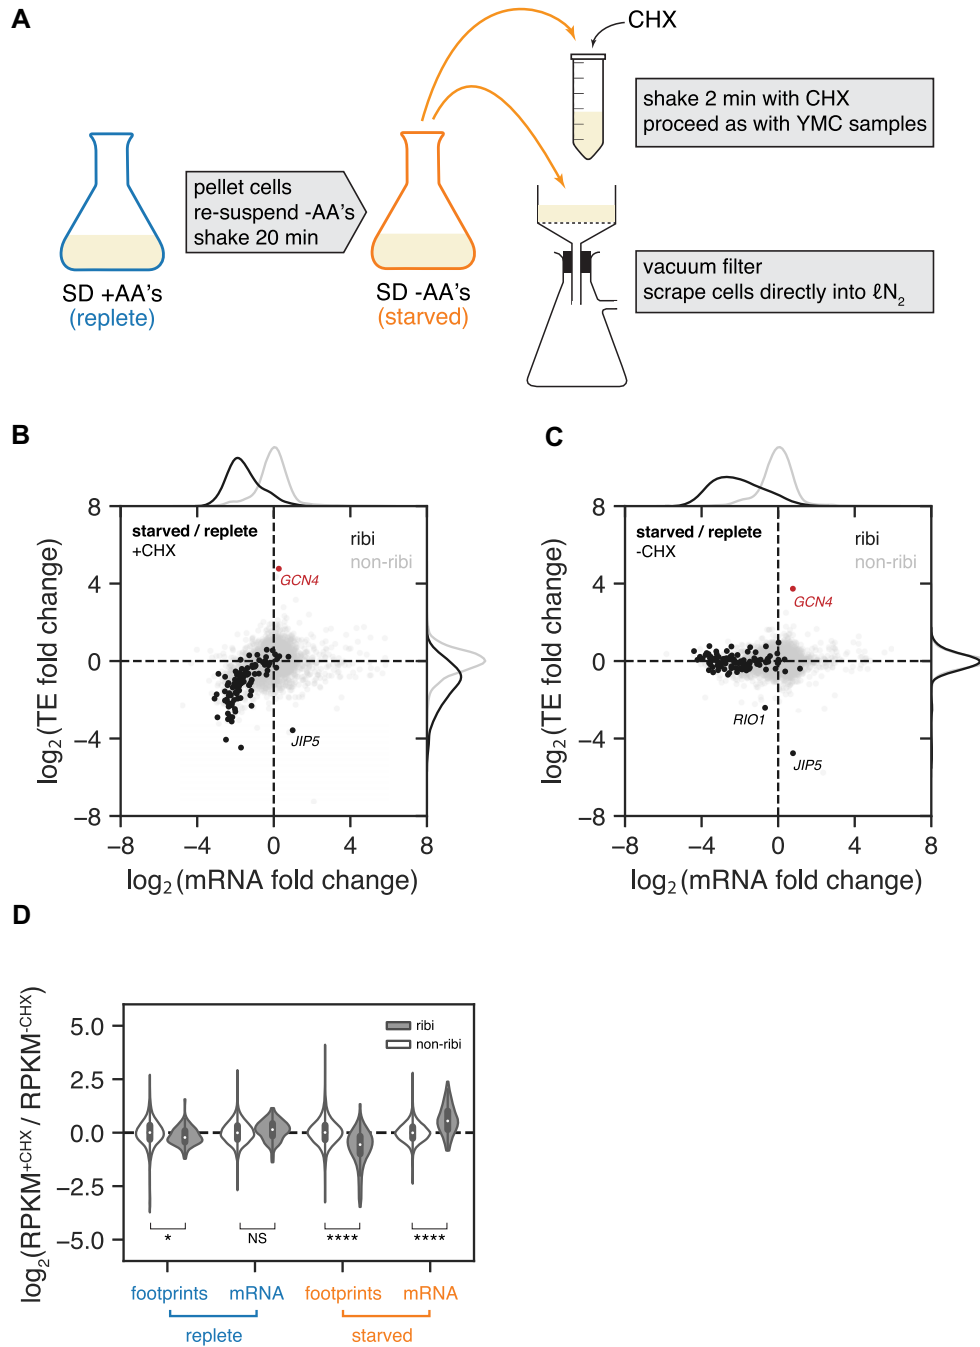 A
CHX
shake 2 min with CHX
proceed as with YMC samples
pellet cells
re-suspend -AA's
shake 20 min
SD +AA's
(replete)
SD -AA's
(starved)
vacuum filter
scrape cells directly into ℓN2
B
8
4
0
−4
−8
−8
−4
0
4
8
starved / replete
+CHX
ribi
non-ribi
GCN4
JIP5
log2(TE fold change)
log2(mRNA fold change)
C
8
4
0
−4
−8
−8
−4
0
4
8
starved / replete
-CHX
ribi
non-ribi
GCN4
RIO1
JIP5
log2(TE fold change)
log2(mRNA fold change)
D
log2(RPKM+CHX / RPKM-CHX)
5.0
2.5
0.0
−2.5
−5.0
ribi
non-ribi
*
NS
****
****
footprints
mRNA
footprints
mRNA
replete
starved